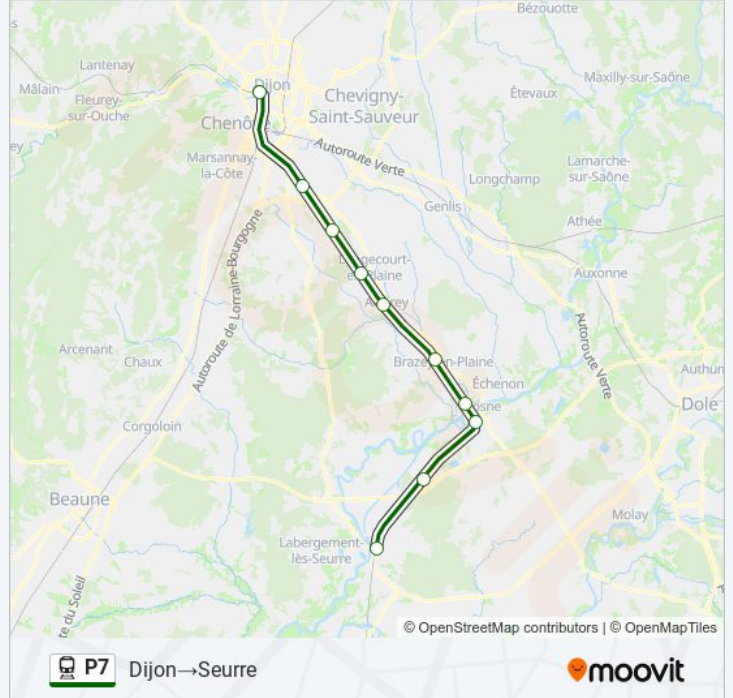 Bézouotte
Lantenay
Dijon
Maxilly-sur-Saône
Mâlain
Fleurey-
sur-Ouche
Chevigny-
Saint-Sauveur
Étevaux
Marsannay-
la-Côte
Autoroute Verte
Lamarche-
sur-Saône
Longchamp
Genlis
Athée
Autoroute de Lorraine-Bourgogne
Auxonne
Autoroute Verte
Arcenant
Chaux
Échenon
Dole
Corgoloin
Beaune
Molay
Labergement-
lès-Seurre
© OpenStreetMap contributors | © OpenMapTiles
P7 Dijon→Seurre
moovit